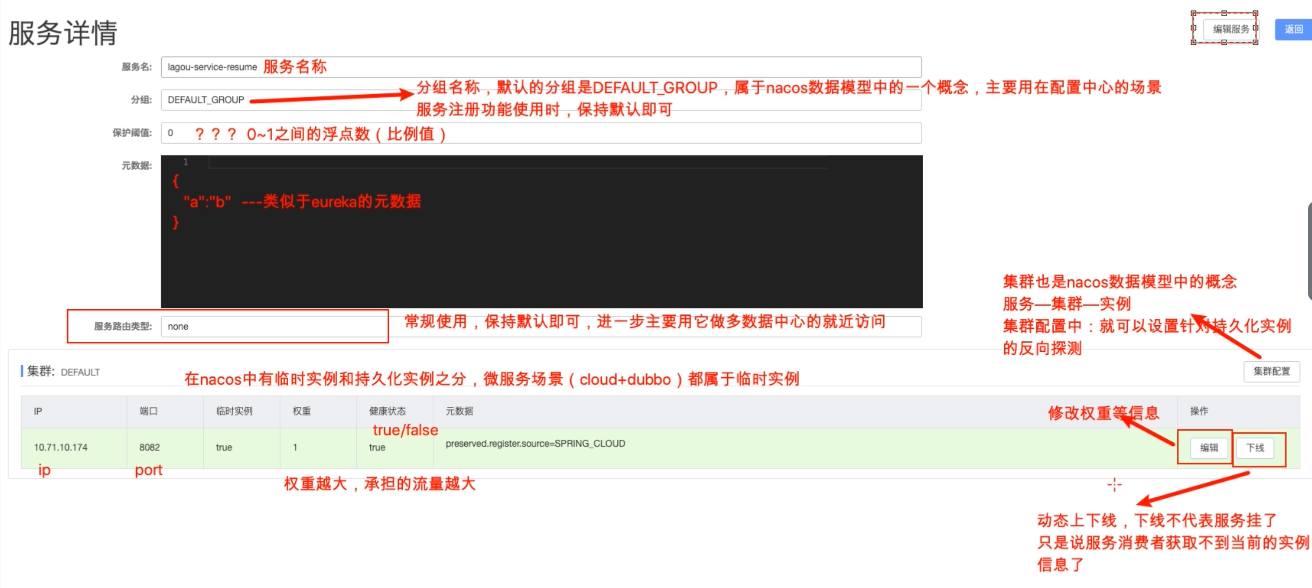 服务详情
编辑服务
返回
服务名: lagou-service-resume 服务名称
分组: DEFAULT_GROUP
分组名称，默认的分组是DEFAULT_GROUP，属于nacos数据模型中的一个概念，主要用在配置中心的场景
服务注册功能使用时，保持默认即可
保护阈值: 0 ？？？ 0~1之间的浮点数（比例值）
元数据: 1
{
"a":"b" ---类似于eureka的元数据
}
服务路由类型: none 常规使用，保持默认即可，进一步主要用它做多数据中心的就近访问
集群也是nacos数据模型中的概念
服务—集群—实例
集群配置中：就可以设置针对持久化实例
的反向探测
集群: DEFAULT
集群配置
在nacos中有临时实例和持久化实例之分，微服务场景（cloud+dubbo）都属于临时实例
IP 端口 临时实例 权重 健康状态 元数据 操作
修改权重等信息
true/false
10.71.10.174 8082 true 1 true preserved.register.source=SPRING_CLOUD 编辑 下线
ip port
权重越大，承担的流量越大
动态上下线，下线不代表服务挂了
只是说服务消费者获取不到当前的实例
信息了